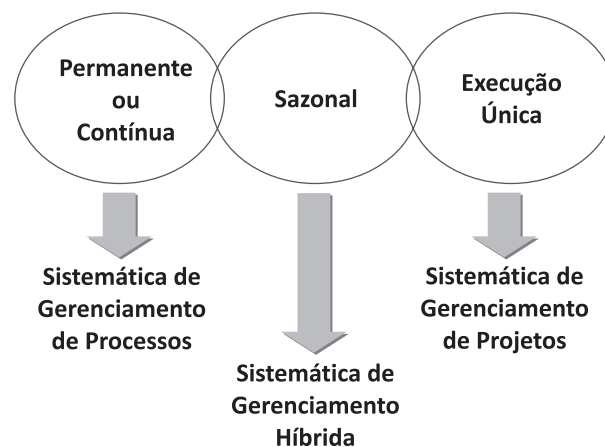 Permanente
ou
Contínua
Sazonal
Execução
Única
Sistemática de
Gerenciamento
de Processos
Sistemática de
Gerenciamento
Híbrida
Sistemática de
Gerenciamento
de Projetos